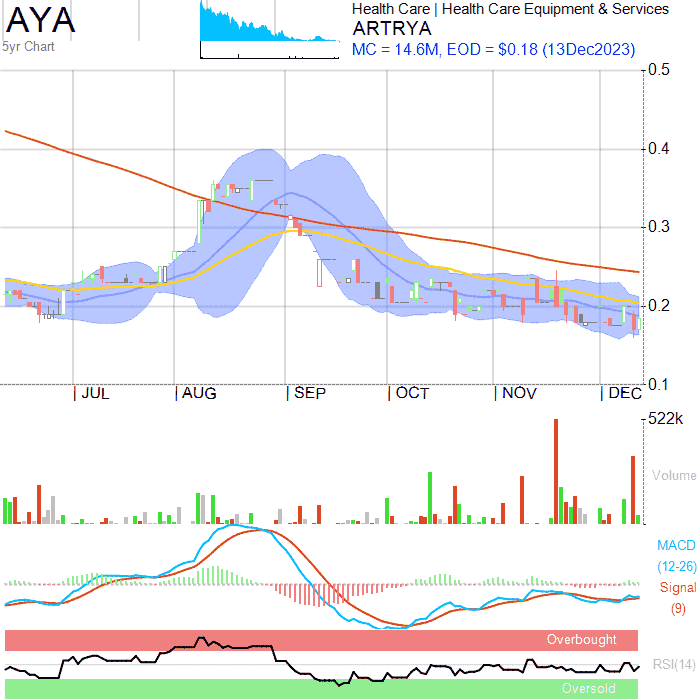 AYA
5yr Chart
Health Care | Health Care Equipment & Services
ARTRYA
MC = 14.6M, EOD = $0.18 (13Dec2023)
0.5
0.4
0.3
0.2
0.1
| JUL | AUG | SEP | OCT | NOV | DEC
522k
Volume
MACD
(12-26)
Signal
(9)
Overbought
RSI(14)
Oversold